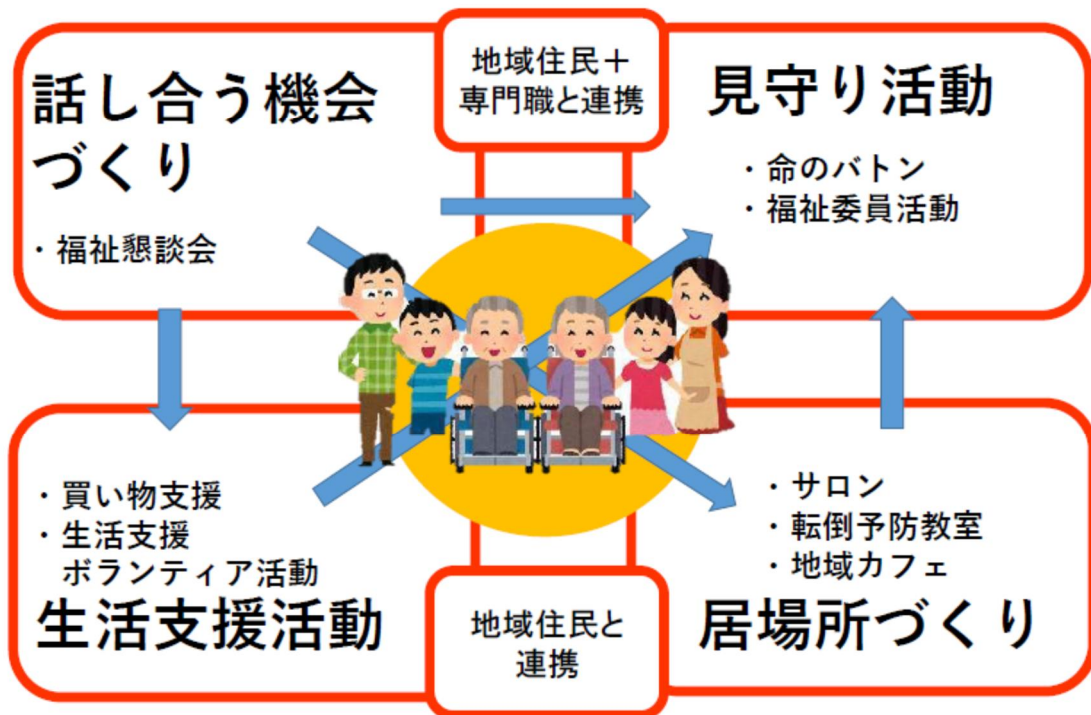 話し合う機会
づくり
・福祉懇談会
地域住民＋
専門職と連携
見守り活動
・命のバトン
・福祉委員活動
・買い物支援
・生活支援
ボランティア活動
生活支援活動
地域住民と
連携
・サロン
・転倒予防教室
・地域カフェ
居場所づくり